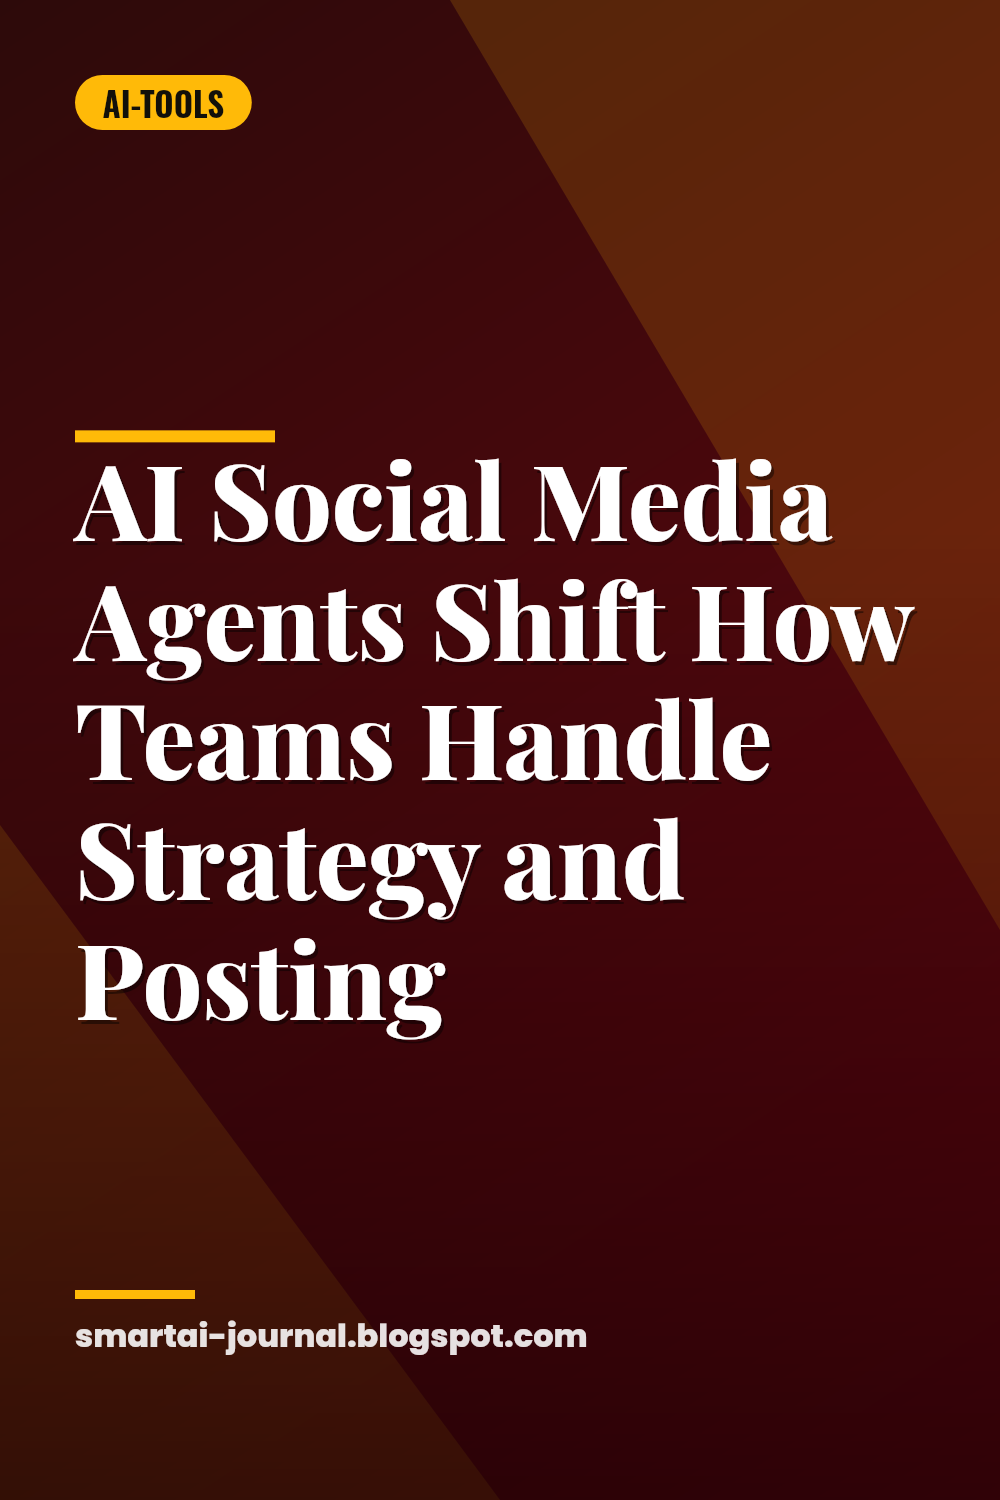 AI-TOOLS
AI Social Media
Agents Shift How
Teams Handle
Strategy and
Posting
smartai-journal.blogspot.com